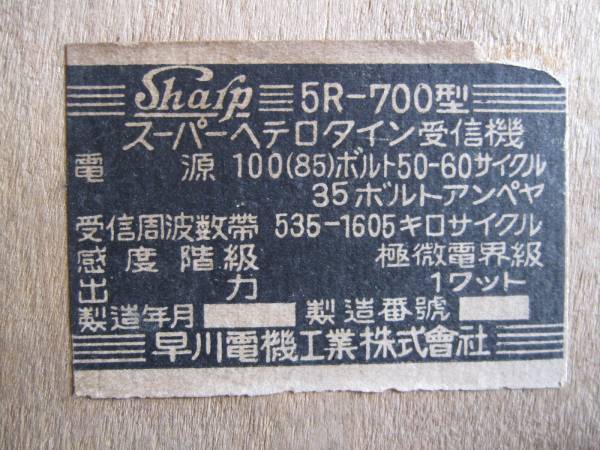 Sharp 5R-700型
スーパーヘテロダイン受信機
電源 100(85)ボルト50-60サイクル
35ボルトアンペヤ
受信周波数帯 535-1605キロサイクル
感度階級 極微電界級
出力 1ワット
製造年月 製造番號
早川電機工業株式會社